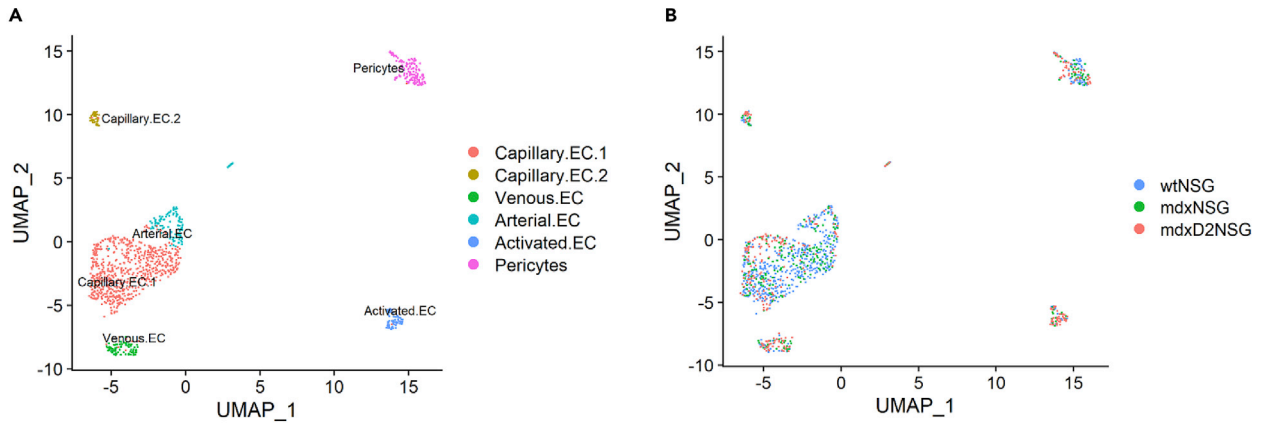 A
B
15
10
5
0
-5
-10
UMAP_2
-5
0
5
10
15
UMAP_1
Pericytes
Capillary.EC.2
Arterial.EC
Capillary.EC.1
Activated.EC
Venous.EC
Capillary.EC.1
Capillary.EC.2
Venous.EC
Arterial.EC
Activated.EC
Pericytes
15
10
5
0
-5
-10
UMAP_2
-5
0
5
10
15
UMAP_1
wtNSG
mdxNSG
mdxD2NSG